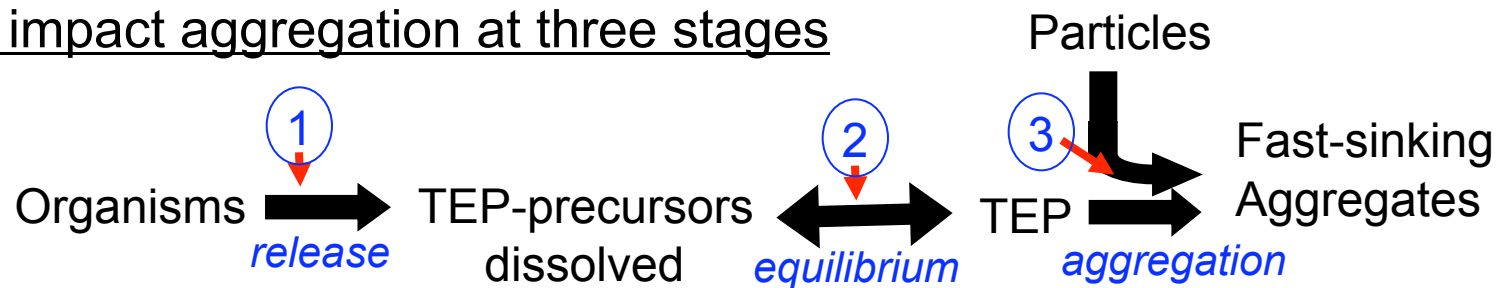 impact aggregation at three stages
Particles
1
2
3
Fast-sinking
Aggregates
Organisms
TEP-precursors
dissolved
TEP
release
equilibrium
aggregation